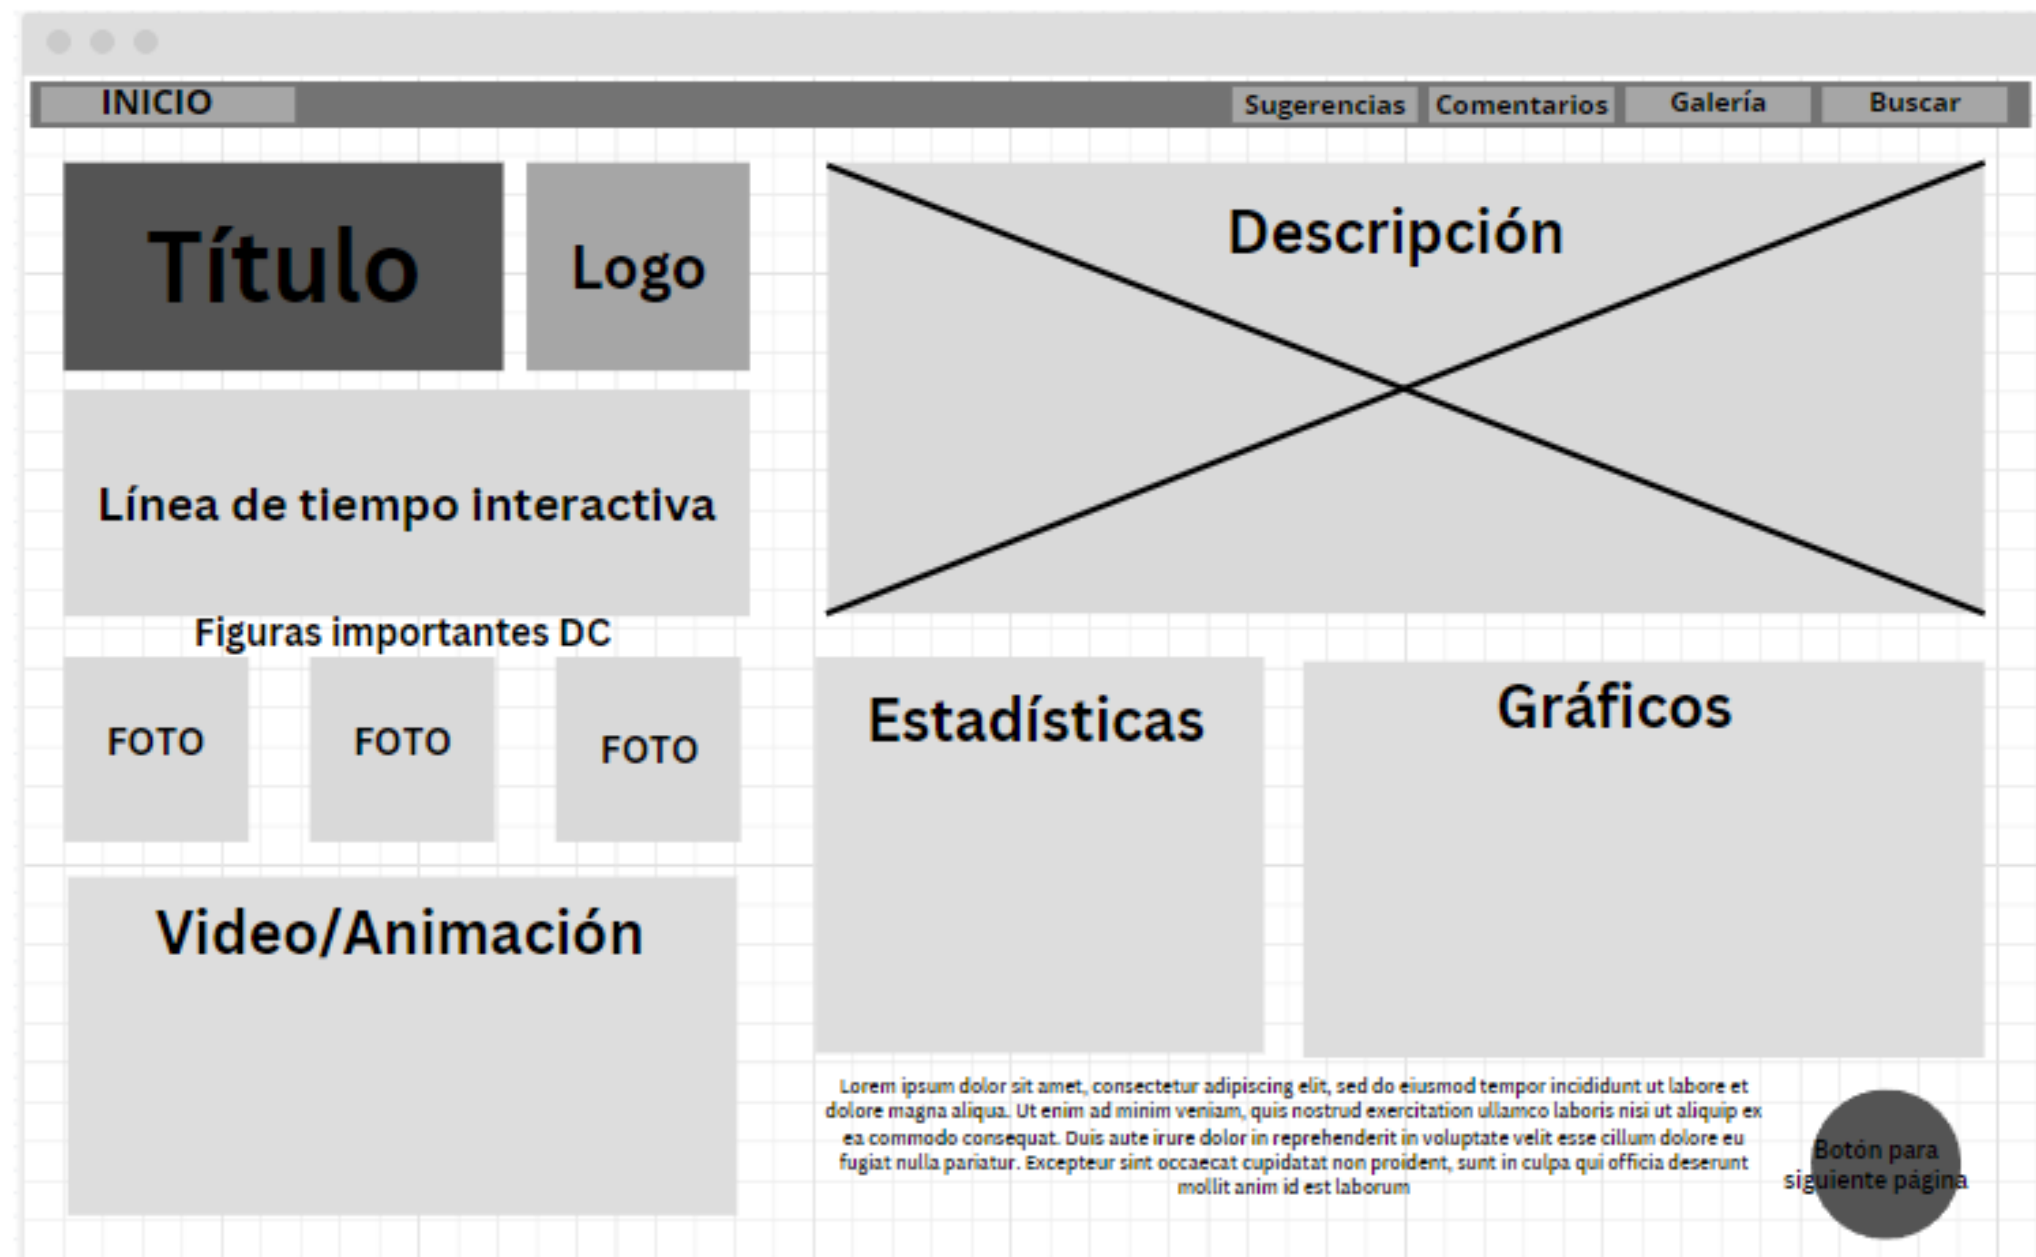 INICIO
Sugerencias
Comentarios
Galería
Buscar
Título
Logo
Descripción
Línea de tiempo interactiva
Figuras importantes DC
FOTO
FOTO
FOTO
Estadísticas
Gráficos
Video/Animación
Lorem ipsum dolor sit amet, consectetur adipiscing elit, sed do eiusmod tempor incididunt ut labore et
dolore magna aliqua. Ut enim ad minim veniam, quis nostrud exercitation ullamco laboris nisi ut aliquip ex
ea commodo consequat. Duis aute irure dolor in reprehenderit in voluptate velit esse cillum dolore eu
fugiat nulla pariatur. Excepteur sint occaecat cupidatat non proident, sunt in culpa qui officia deserunt
mollit anim id est laborum
Botón para
siguiente página